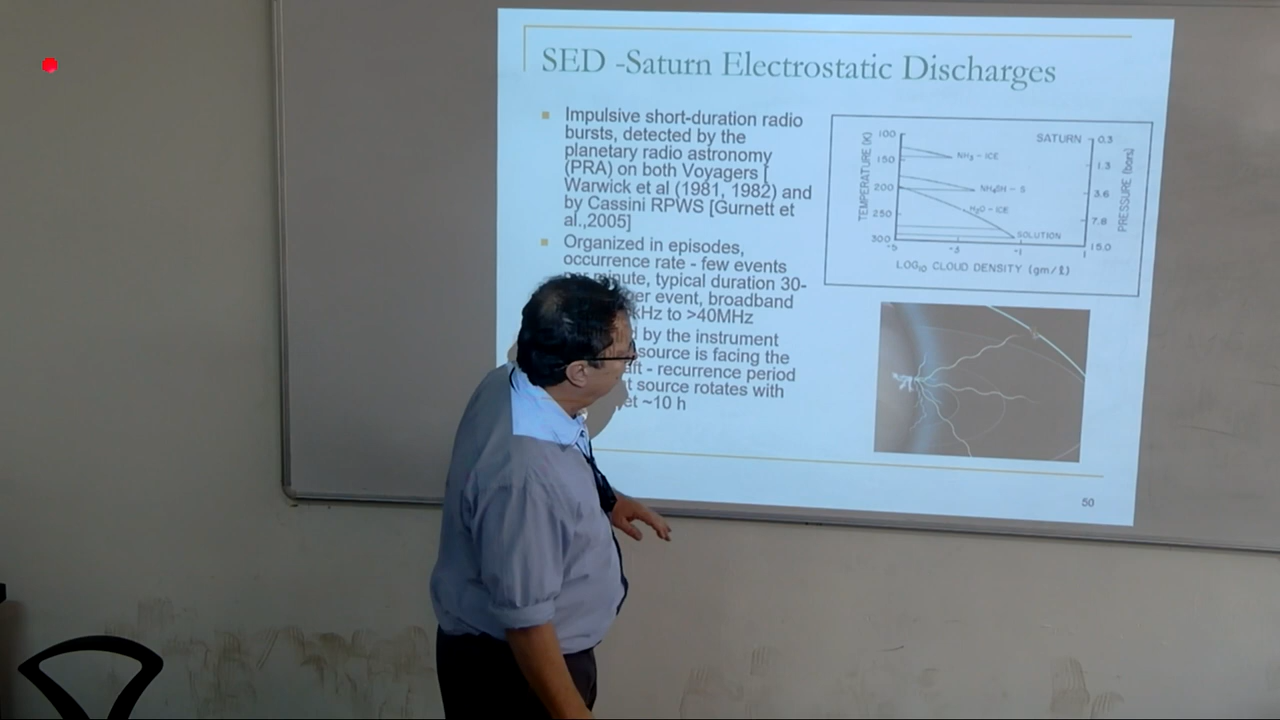 SED -Saturn Electrostatic Discharges
Impulsive short-duration radio
bursts, detected by the
planetary radio astronomy
(PRA) on both Voyagers [
Warwick et al (1981, 1982) and
by Cassini RPWS [Gurnett et
al.,2005]
Organized in episodes,
occurrence rate - few events
minute, typical duration 30-
er event, broadband
kHz to >40MHz
by the instrument
source is facing the
recurrence period
source rotates with
et ~10 h
SATURN
TEMPERATURE (K)
100
150
200
250
300
NH3 - ICE
NH4SH - S
H2O - ICE
SOLUTION
0.3
1.3
3.6
7.8
15.0
PRESSURE (bars)
-5
-3
-1
1
LOG10 CLOUD DENSITY (gm/ℓ)
50